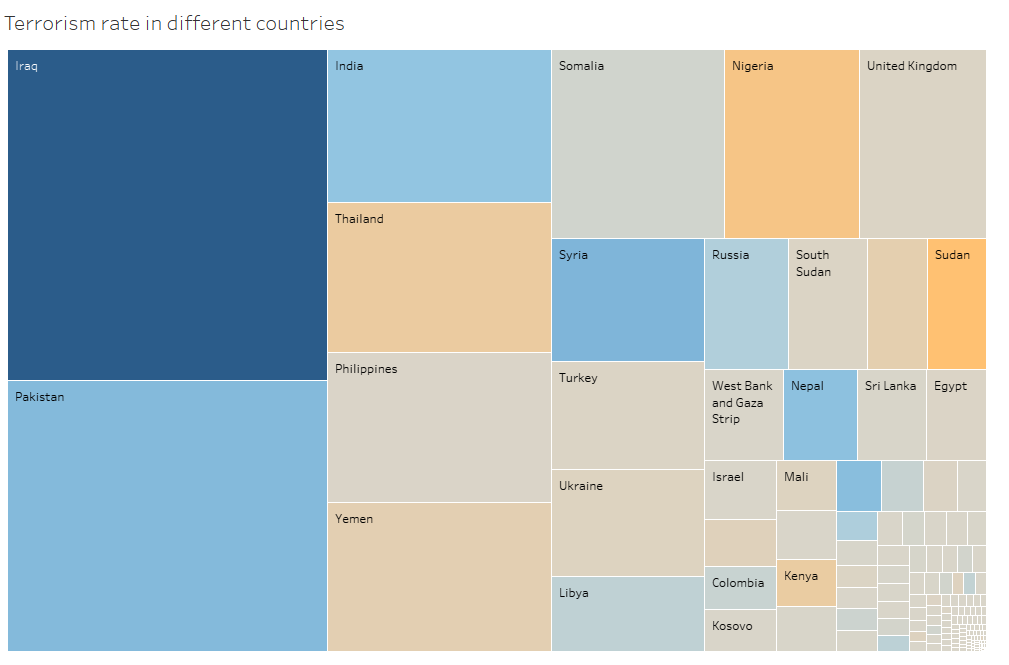 Terrorism rate in different countries
Iraq
India
Somalia
Nigeria
United Kingdom
Thailand
Syria
Russia
South
Sudan
Sudan
Philippines
Turkey
West Bank
and Gaza
Strip
Nepal
Sri Lanka
Egypt
Pakistan
Israel
Mali
Ukraine
Yemen
Colombia
Kenya
Libya
Kosovo